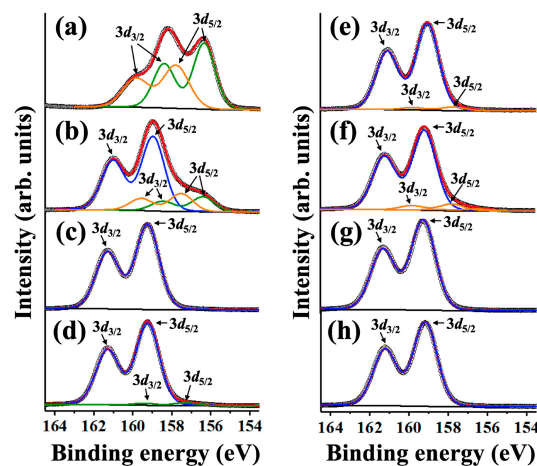 (a)
3d3/2
3d5/2
(b)
3d3/2
3d5/2
3d3/2
3d5/2
(c)
3d3/2
3d5/2
(d)
3d3/2
3d5/2
3d3/2
3d5/2
164 162 160 158 156 154
Binding energy (eV)
Intensity (arb. units)
(e)
3d5/2
3d3/2
3d3/2
3d5/2
(f)
3d5/2
3d3/2
3d3/2
3d5/2
(g)
3d5/2
3d3/2
(h)
3d5/2
3d3/2
164 162 160 158 156 154
Binding energy (eV)
Intensity (arb. units)